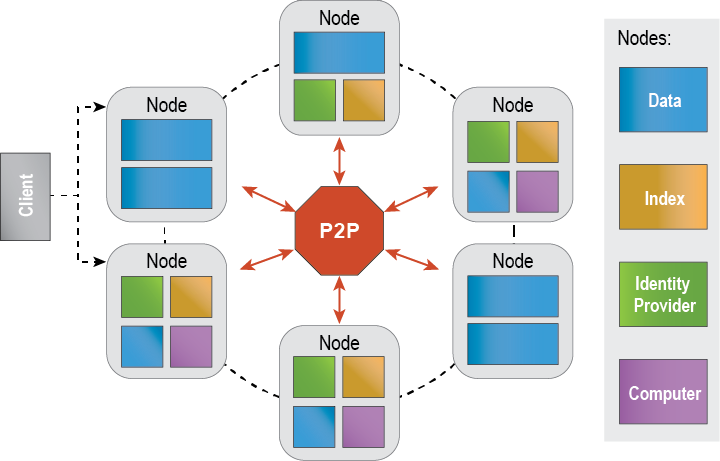 Node
Node
Node
Client
P2P
Node
Node
Node
Nodes:
Data
Index
Identity
Provider
Computer